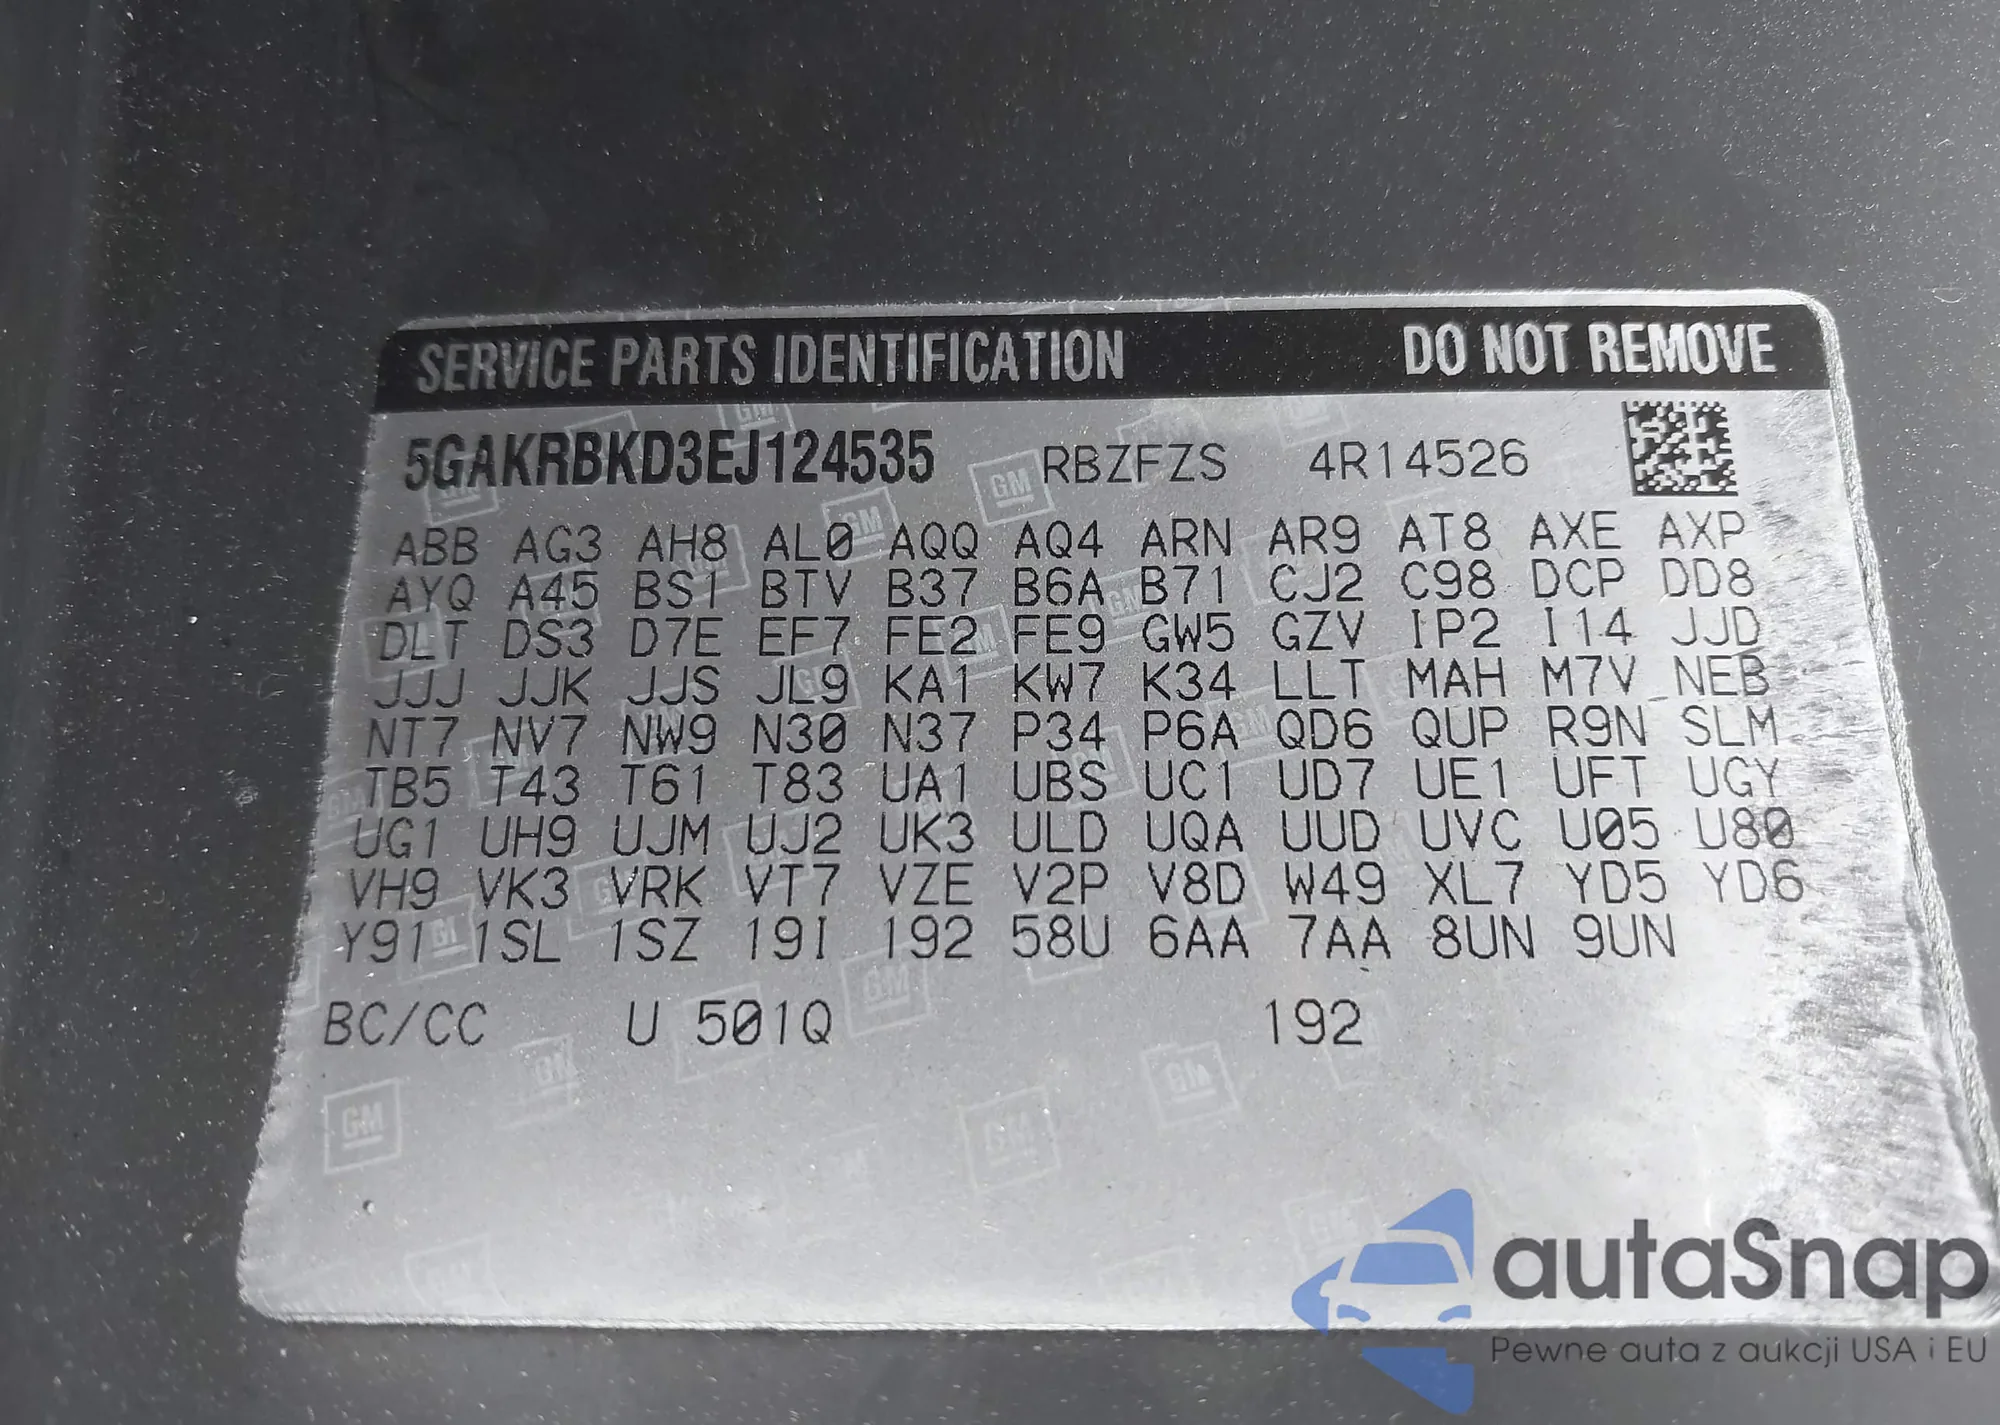 SERVICE PARTS IDENTIFICATION DO NOT REMOVE
5GAKRBKD3EJ124535 RBZFZS 4R14526
ABB AG3 AH8 AL0 AQQ AQ4 ARN AR9 AT8 AXE AXP
AYQ A45 BS1 BTV B37 B6A B71 CJ2 C98 DCP DD8
DLT DS3 D7E EF7 FE2 FE9 GW5 GZV IP2 I14 JJD
JJJ JJK JJS JL9 KA1 KW7 K34 LLT MAH M7V NEB
NT7 NV7 NW9 N30 N37 P34 P6A QD6 QUP R9N SLM
TB5 T43 T61 T83 UA1 UBS UC1 UD7 UE1 UFT UGY
UG1 UH9 UJM UJ2 UK3 ULD UQA UUD UVC U05 U80
VH9 VK3 VRK VT7 VZE V2P V8D W49 XL7 YD5 YD6
Y91 1SL 1SZ 19I 192 58U 6AA 7AA 8UN 9UN
BC/CC U 501Q 192
autaSnap
Pewne auta z aukcji USA i EU